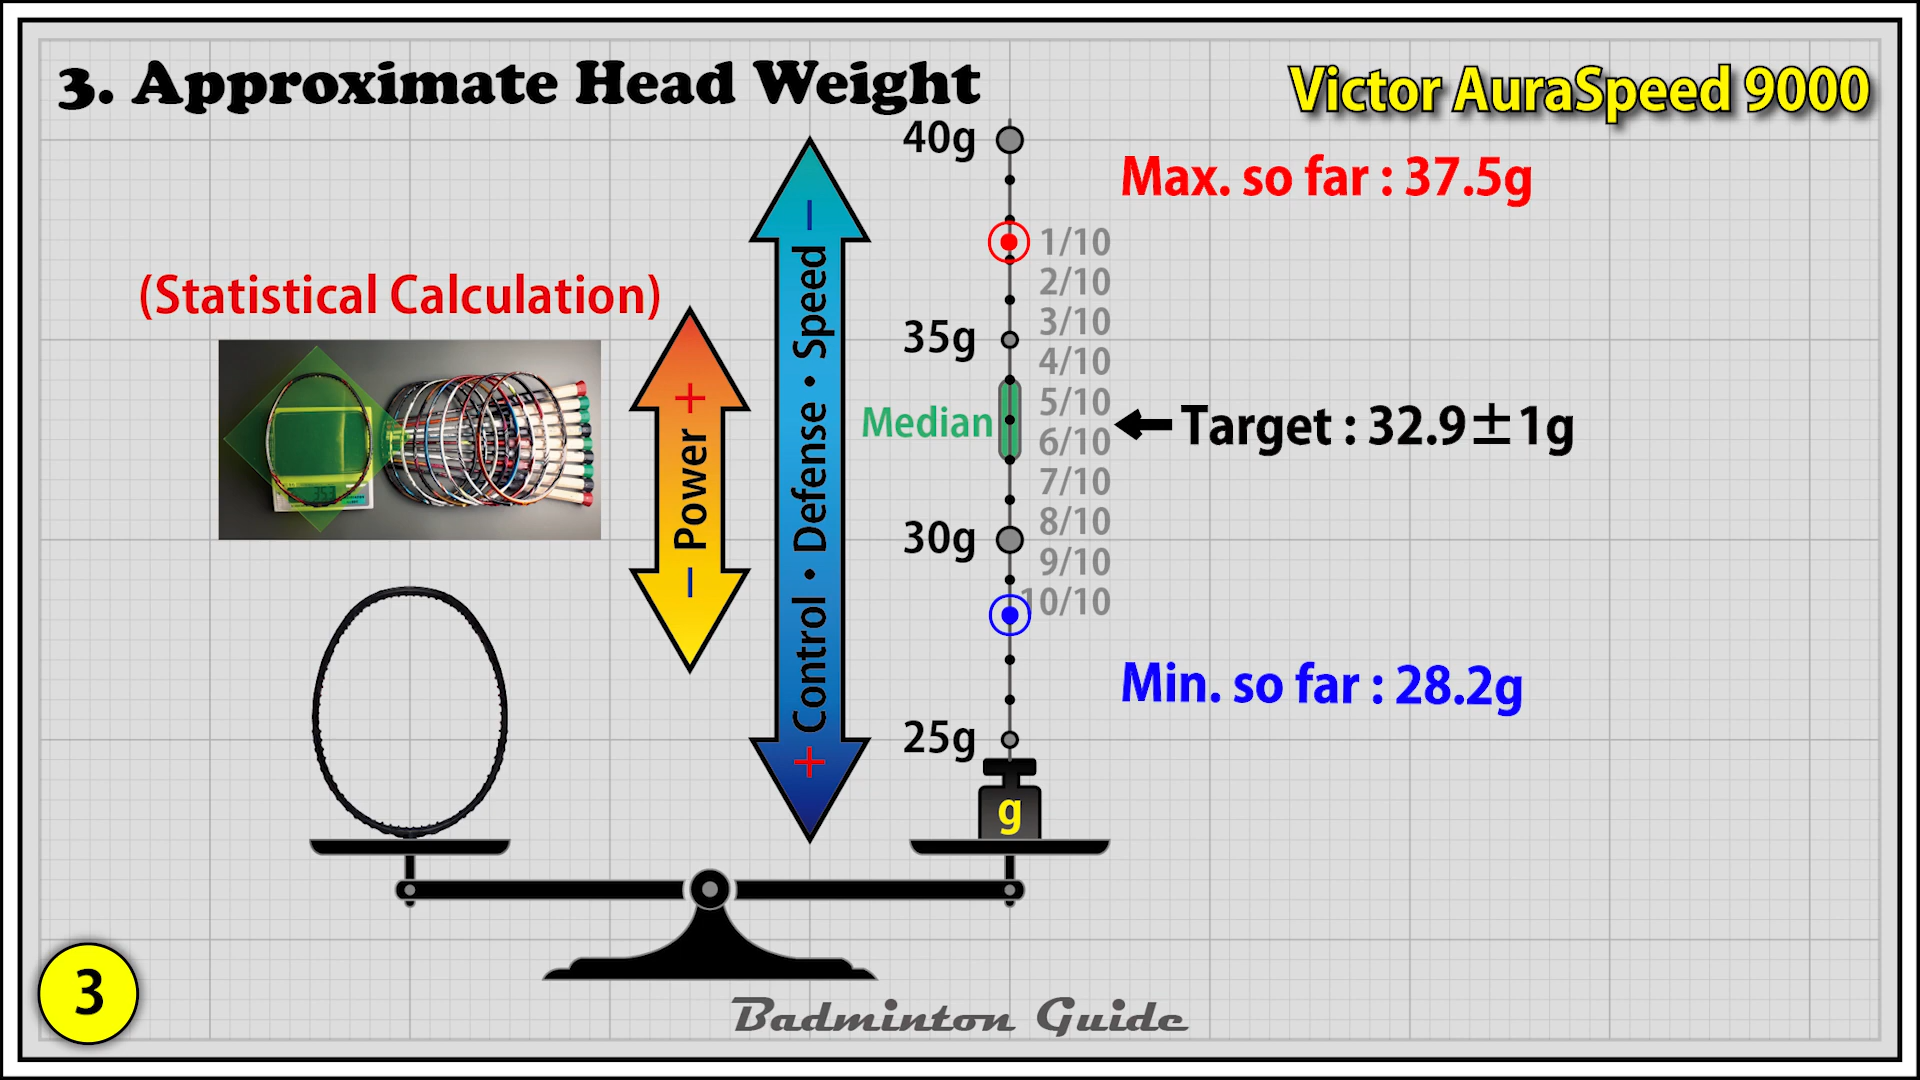 3. Approximate Head Weight
Victor AuraSpeed 9000
40g
Max. so far : 37.5g
1/10
2/10
(Statistical Calculation)
3/10
35g
4/10
5/10
Median
6/10
Target : 32.9±1g
7/10
8/10
30g
9/10
10/10
− Power +
+ Control • Defense • Speed −
Min. so far : 28.2g
25g
g
3
Badminton Guide